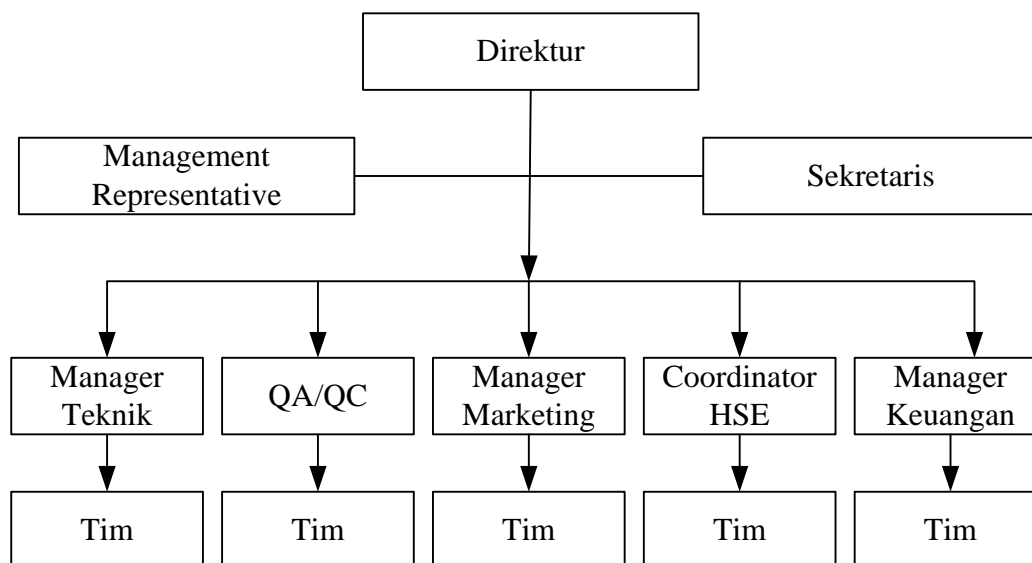 Direktur
Management
Representative
Sekretaris
Manager
Teknik
QA/QC
Manager
Marketing
Coordinator
HSE
Manager
Keuangan
Tim
Tim
Tim
Tim
Tim